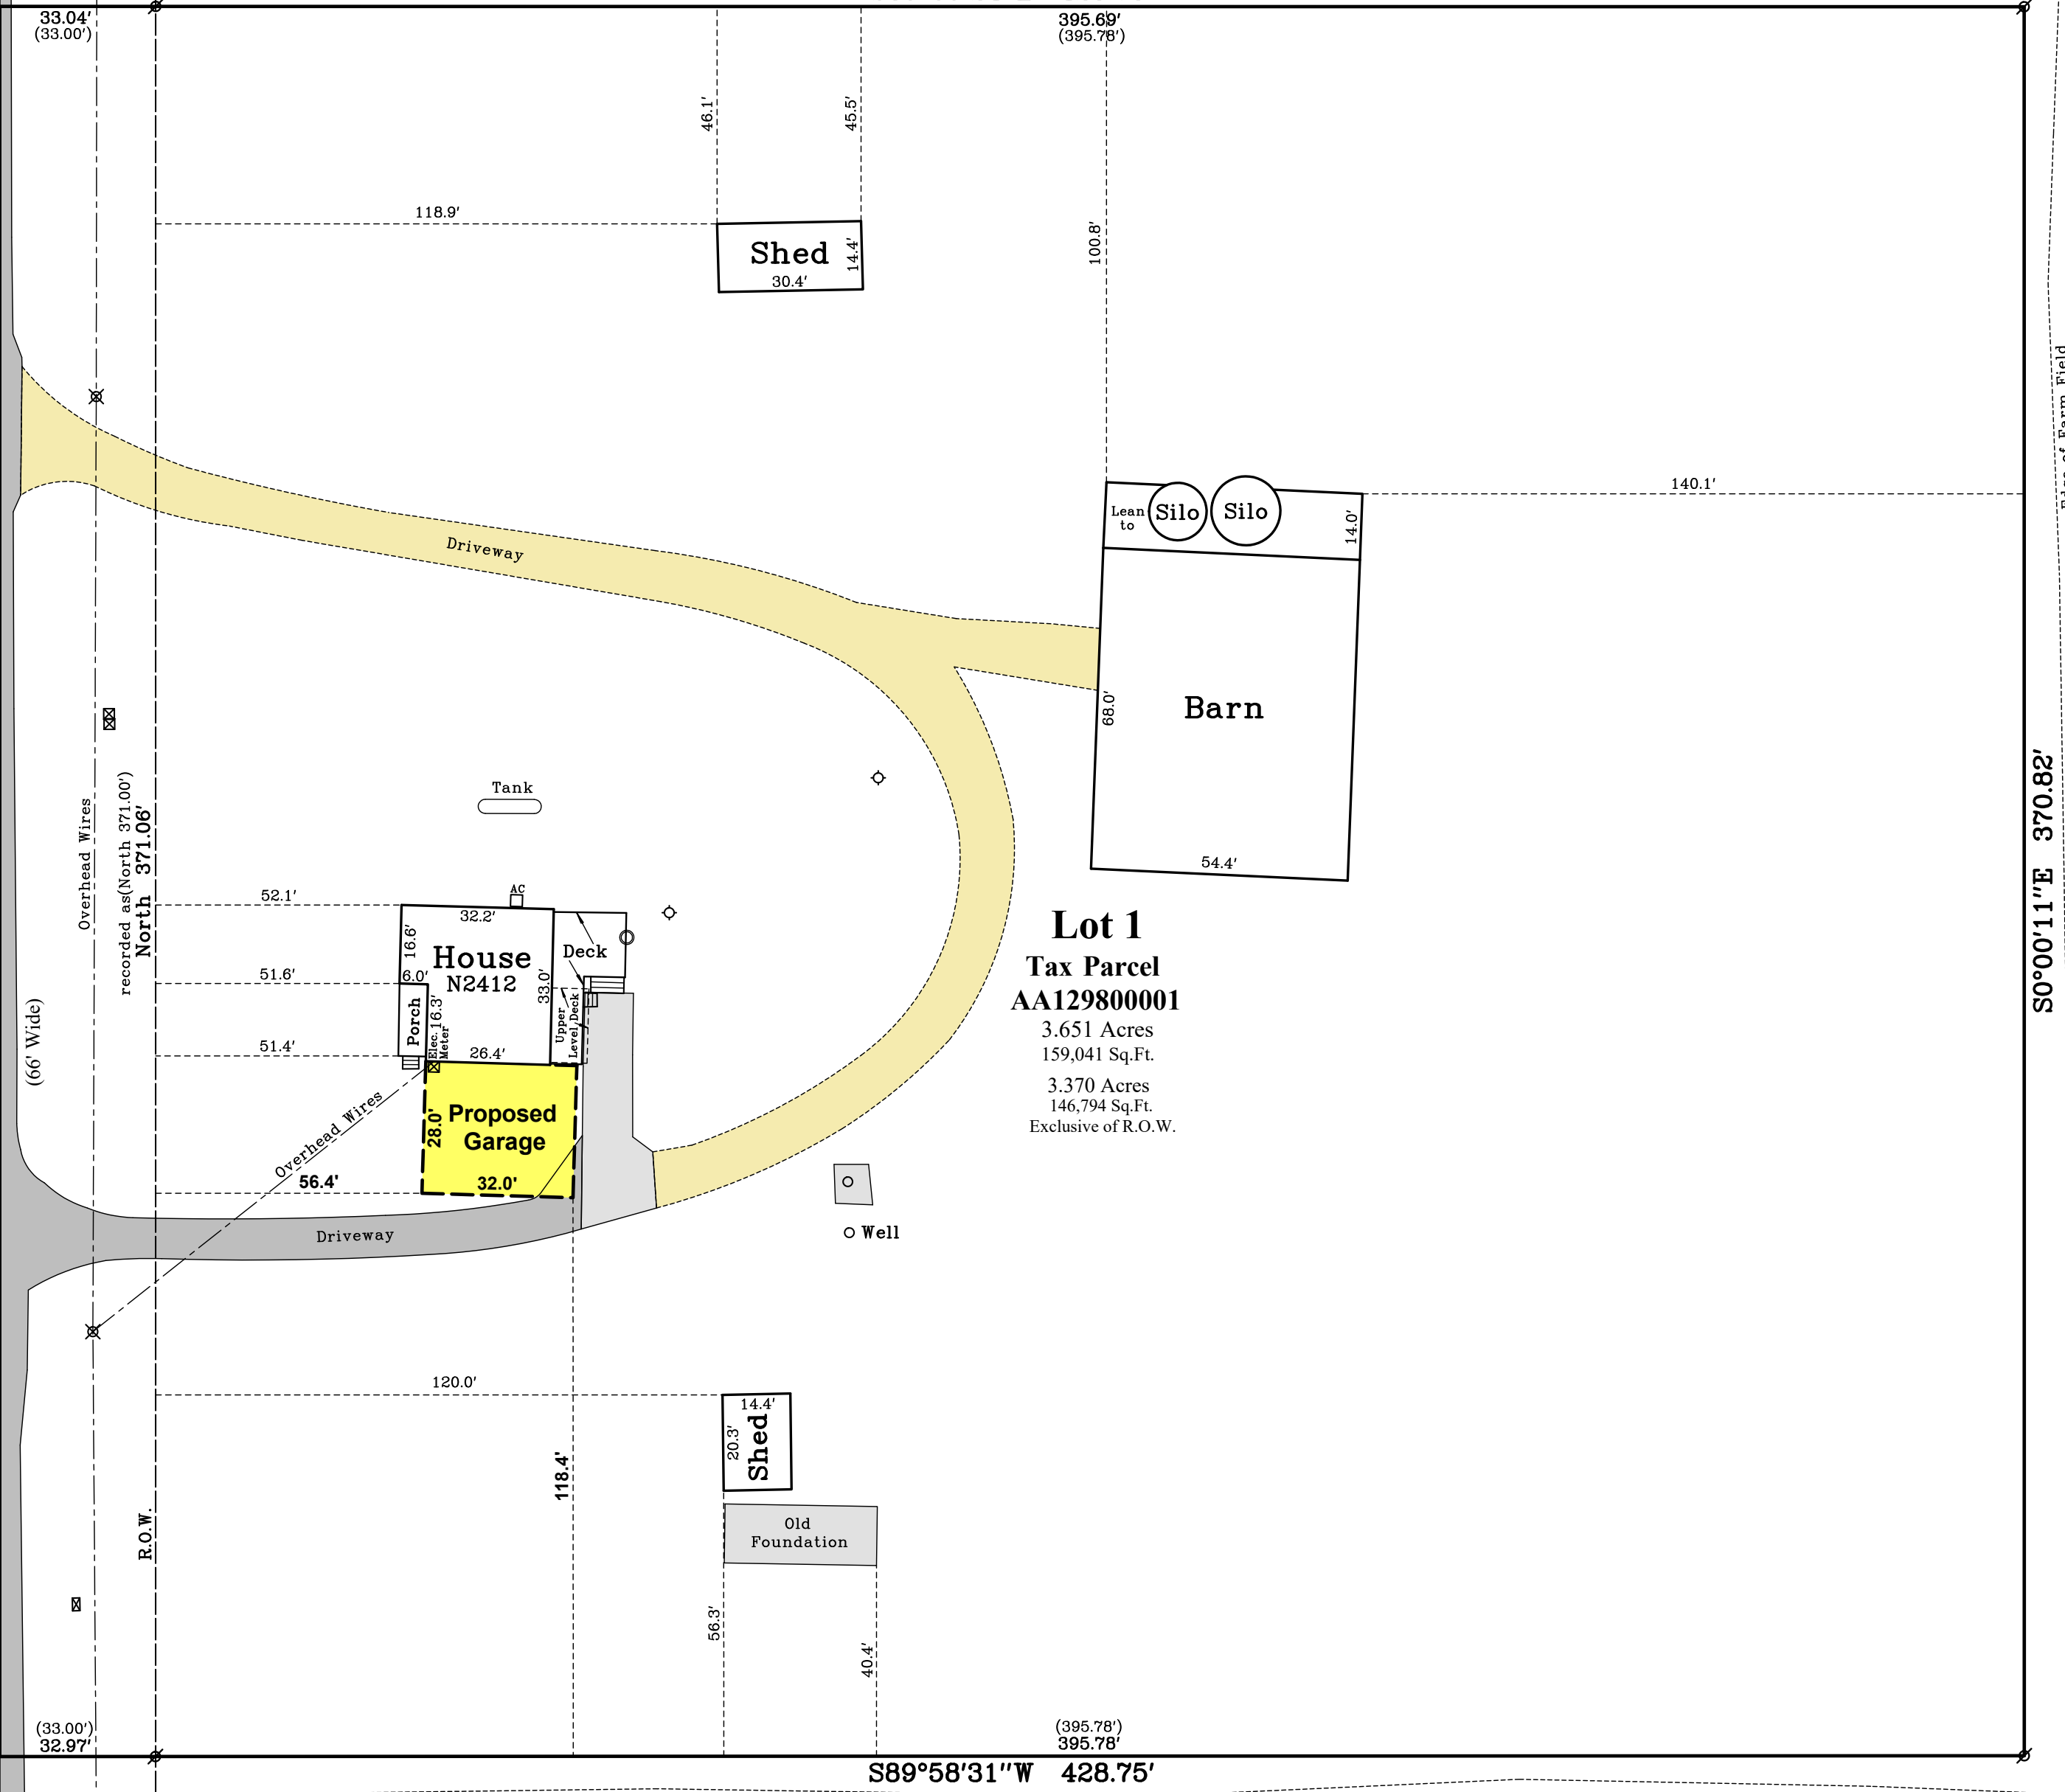 33.04'
(33.00')
395.69'
(395.78')
46.1'
45.5'
118.9'
Shed
14.4'
30.4'
100.8'
140.1'
Lean
to
Silo
Silo
14.0'
Driveway
68.0'
Barn
54.4'
Edge of Farm Field
Tank
Overhead Wires
recorded as(North 371.00')
North 371.06'
S0°00'11"E 370.82'
AC
52.1'
32.2'
16.6'
House
N2412
Deck
51.6'
6.0'
33.0'
Porch
16.3'
Elec.
Meter
Upper
Level Deck
51.4'
26.4'
(66' Wide)
Lot 1
Tax Parcel
AA129800001
3.651 Acres
159,041 Sq.Ft.
3.370 Acres
146,794 Sq.Ft.
Exclusive of R.O.W.
Proposed
Garage
28.0'
32.0'
Overhead Wires
56.4'
Driveway
Well
120.0'
14.4'
20.3'
Shed
118.4'
R.O.W.
Old
Foundation
56.3'
40.4'
(33.00')
32.97'
(395.78')
395.78'
S89°58'31"W 428.75'